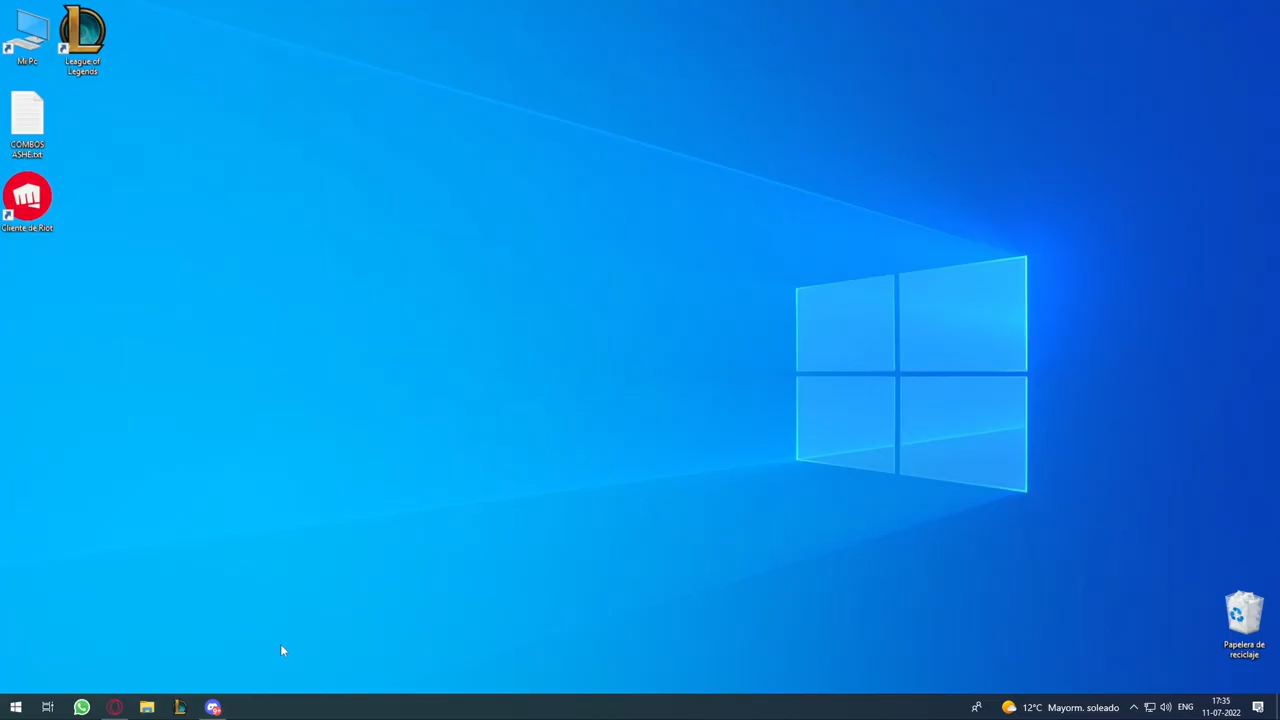 Mi Pc
League of
Legends
COMBOS
ASHE.txt
Cliente de Riot
Papelera de
reciclaje
12°C Mayorm. soleado
ENG
17:35
11-07-2022